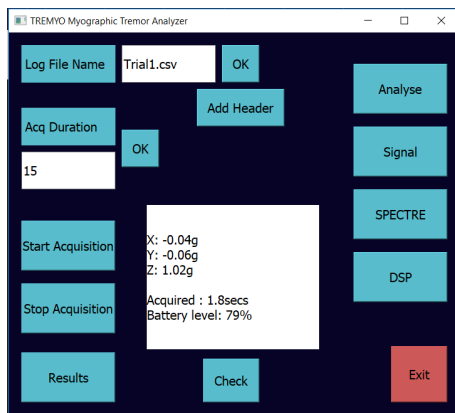 TREMYO Myographic Tremor Analyzer
Log File Name
Trial1.csv
OK
Add Header
Acq Duration
OK
15
Start Acquisition
Stop Acquisition
Results
X: -0.04g
Y: -0.06g
Z: 1.02g
Acquired : 1.8secs
Battery level: 79%
Check
Analyse
Signal
SPECTRE
DSP
Exit